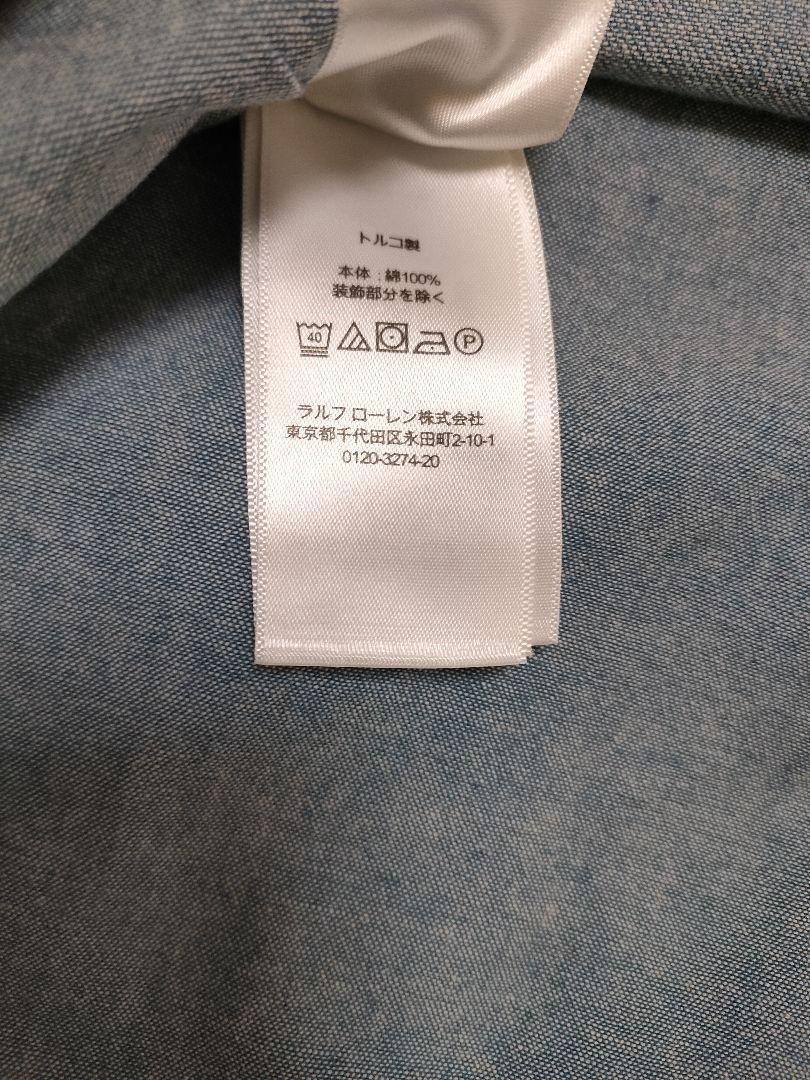 トルコ製
本体 : 綿100%
装飾部分を除く
40 P
ラルフ ローレン株式会社
東京都千代田区永田町2-10-1
0120-3274-20